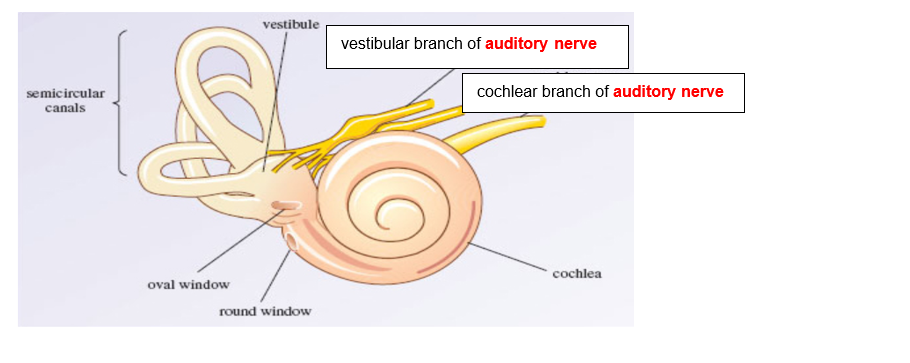 vestibule
vestibular branch of auditory nerve
cochlear branch of auditory nerve
semicircular
canals
cochlea
oval window
round window